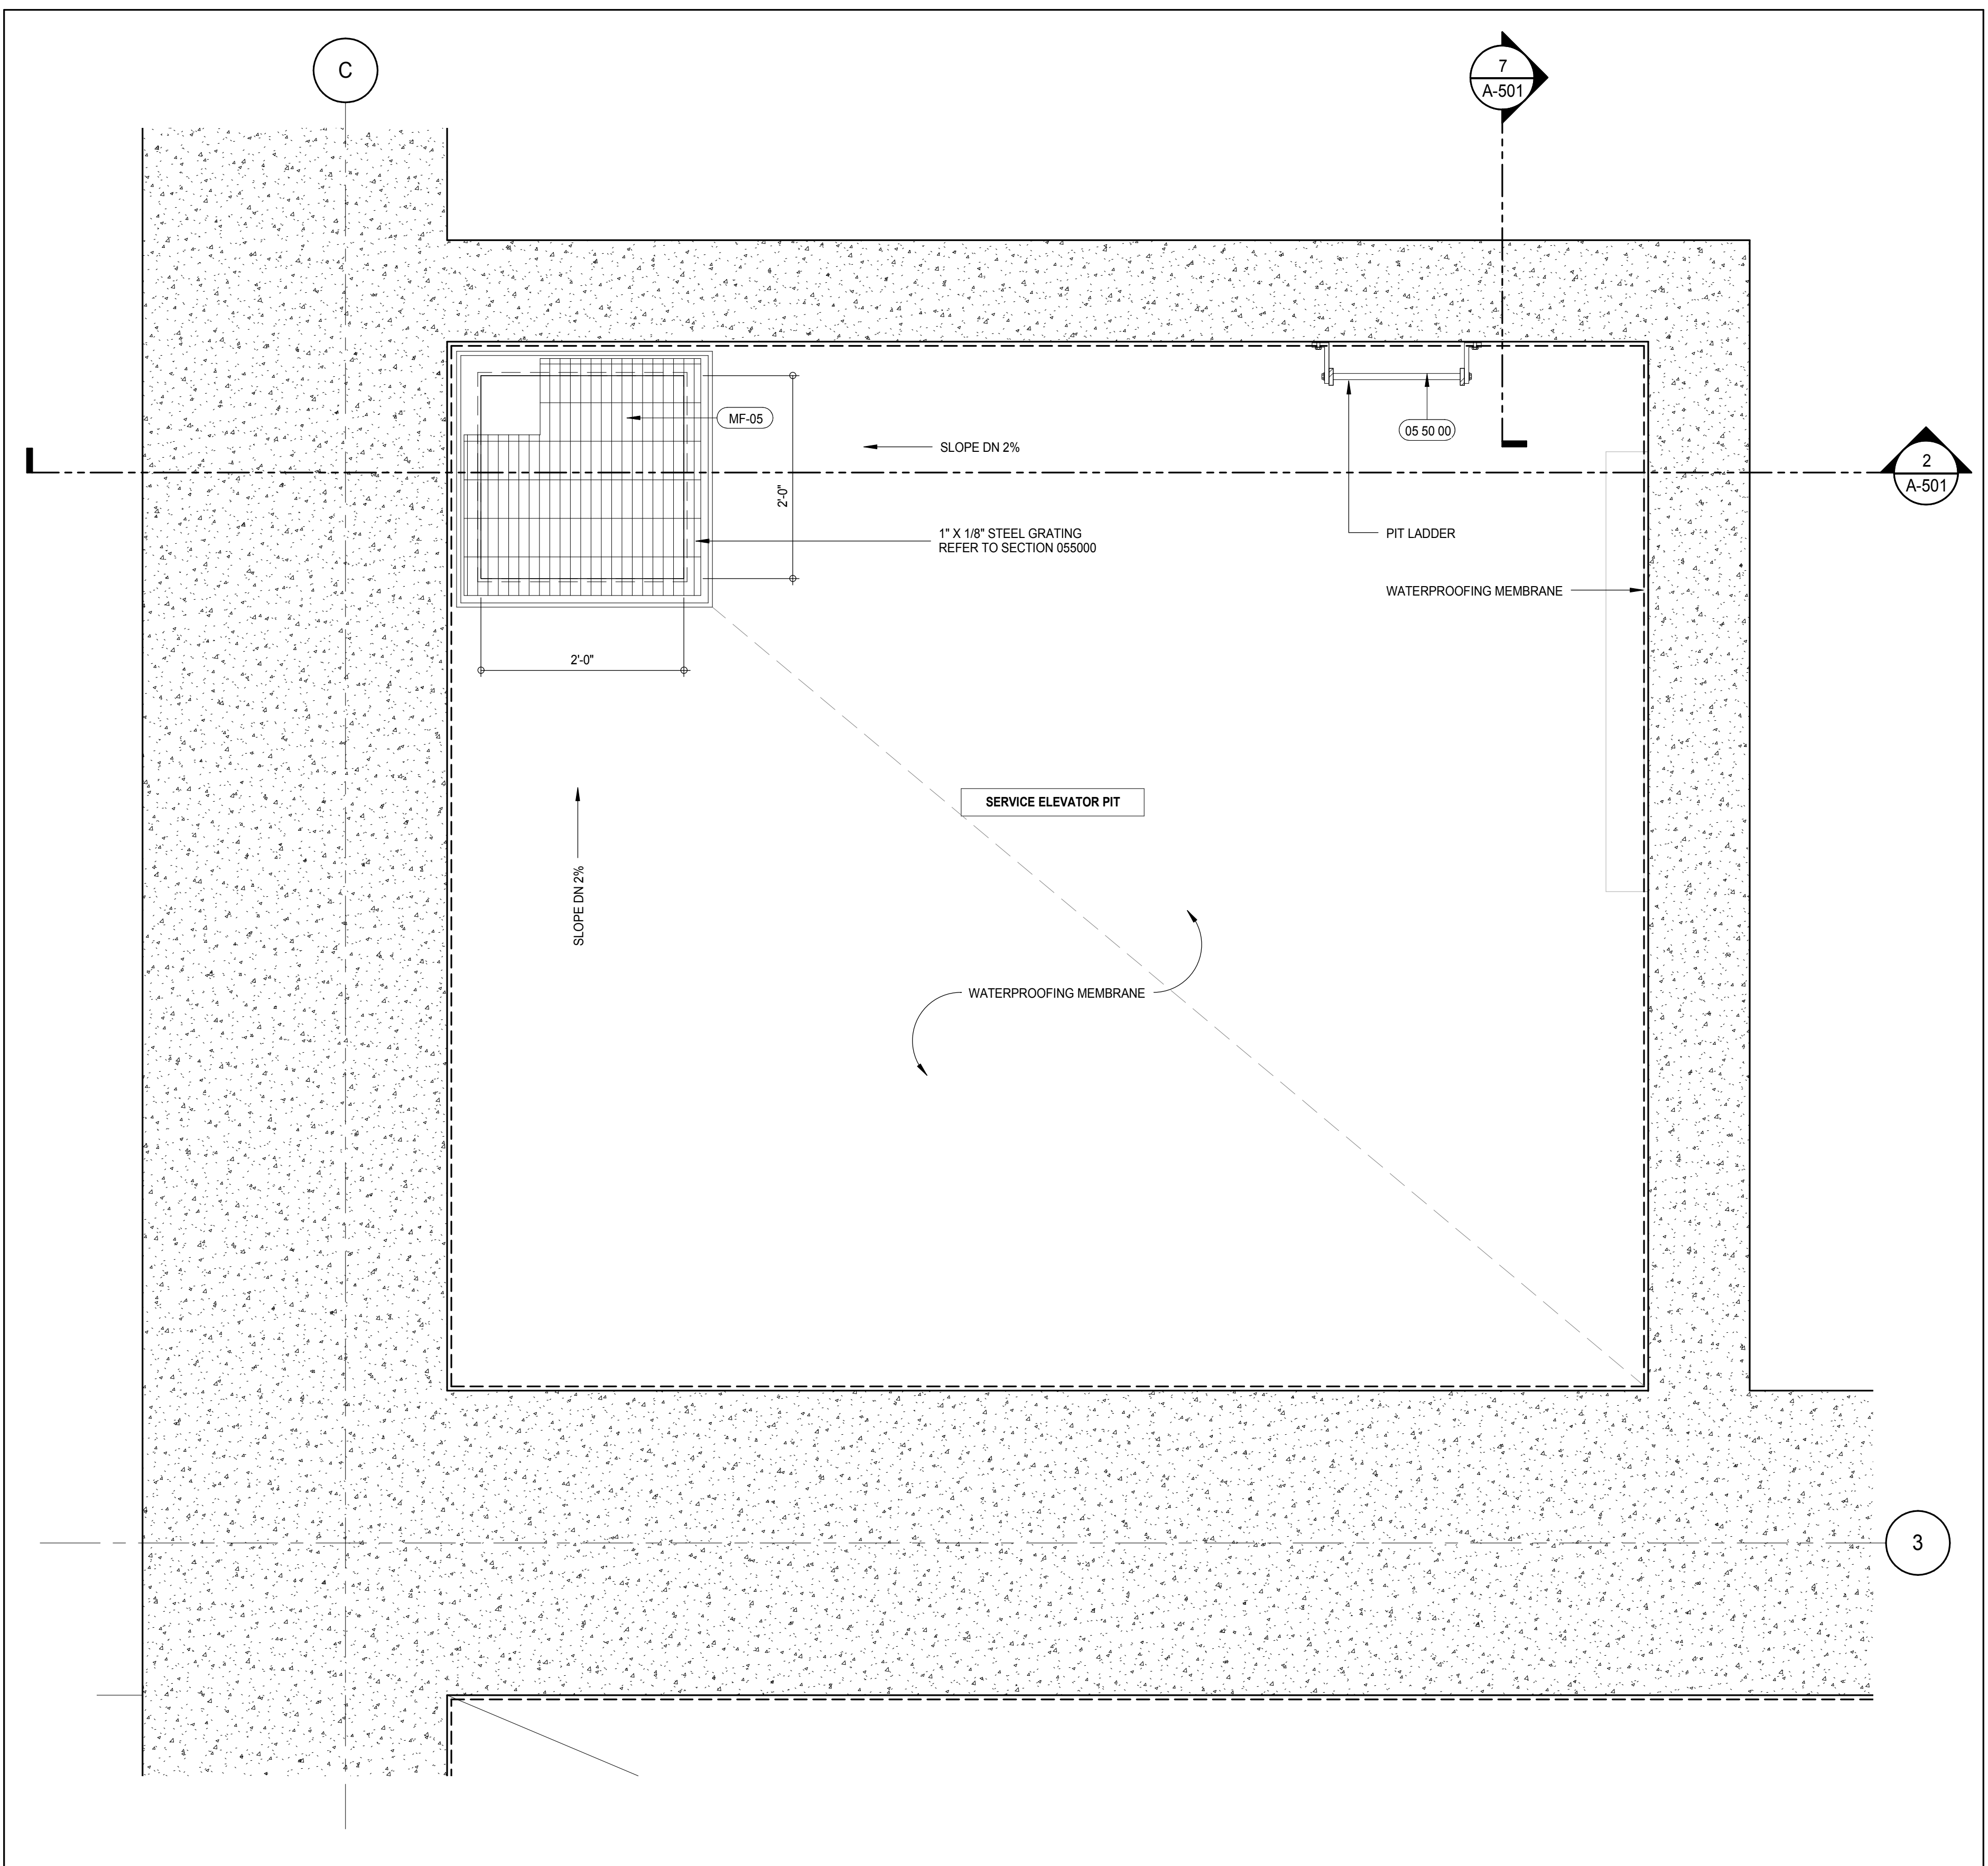 C
7
A-501
MF-05
SLOPE DN 2%
05 50 00
2
A-501
2'-0"
1" X 1/8" STEEL GRATING
REFER TO SECTION 055000
PIT LADDER
WATERPROOFING MEMBRANE
2'-0"
SERVICE ELEVATOR PIT
SLOPE DN 2%
WATERPROOFING MEMBRANE
3